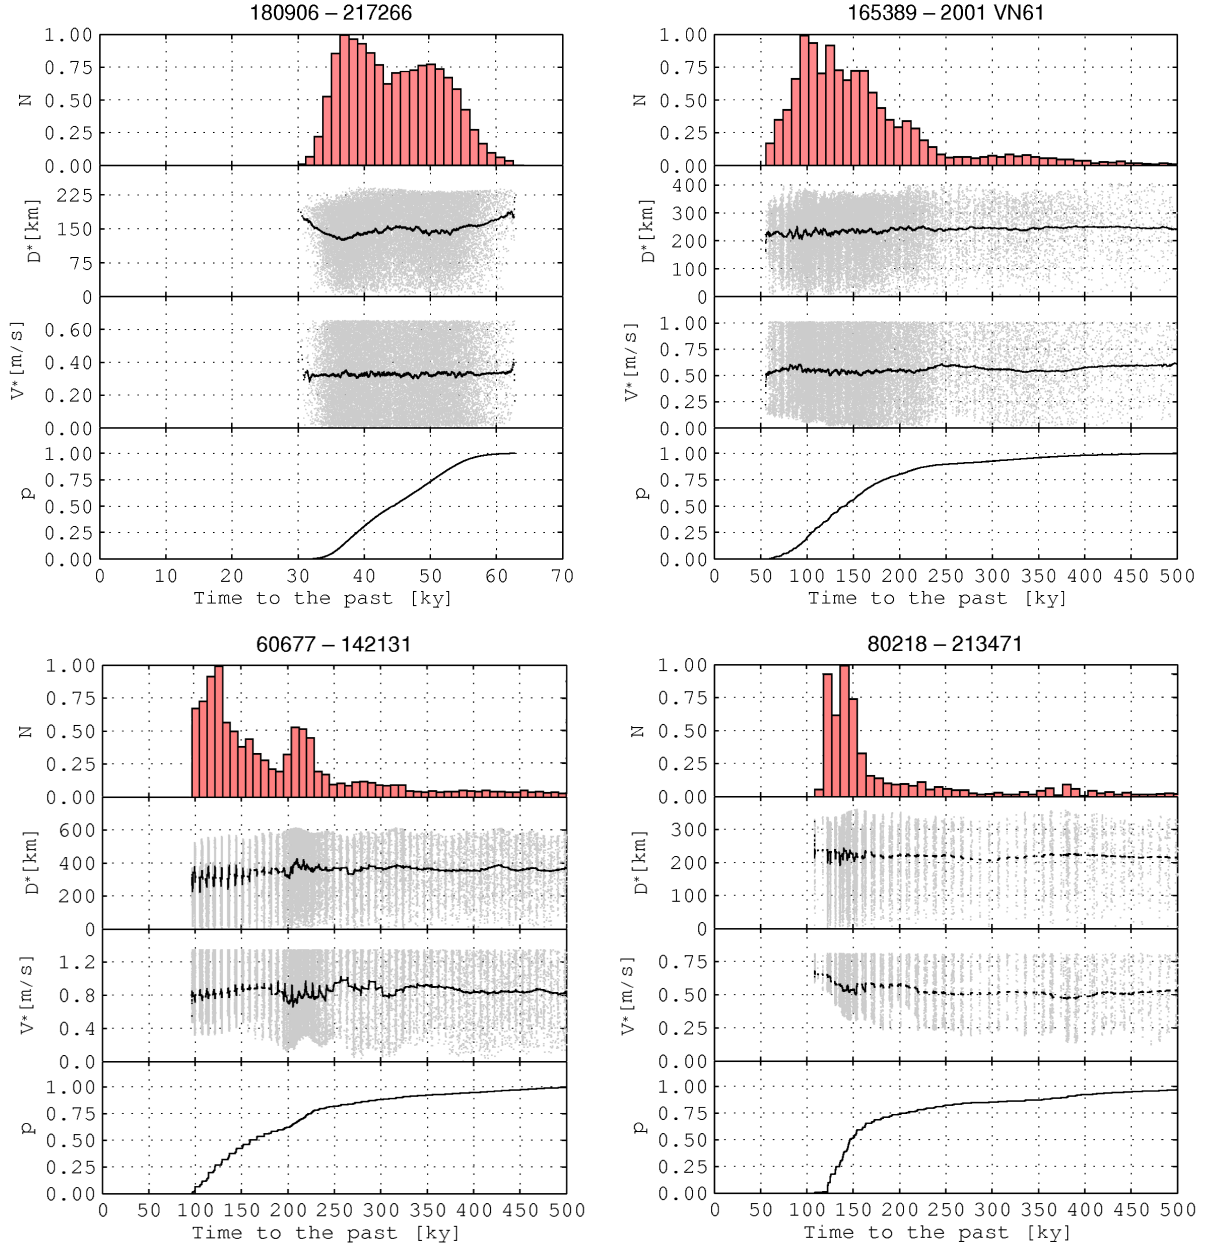 180906 – 217266
1.00
0.75
0.50
0.25
0.00
N
225
150
75
0
D*[km]
0.60
0.40
0.20
0.00
V*[m/s]
1.00
0.75
0.50
0.25
0.00
p
0 10 20 30 40 50 60 70
Time to the past [ky]
165389 – 2001 VN61
1.00
0.75
0.50
0.25
0.00
N
400
300
200
100
0
D*[km]
1.00
0.75
0.50
0.25
0.00
V*[m/s]
1.00
0.75
0.50
0.25
0.00
p
0 50 100 150 200 250 300 350 400 450 500
Time to the past [ky]
60677 – 142131
1.00
0.75
0.50
0.25
0.00
N
600
400
200
0
D*[km]
1.2
0.8
0.4
0.0
V*[m/s]
1.00
0.75
0.50
0.25
0.00
p
0 50 100 150 200 250 300 350 400 450 500
Time to the past [ky]
80218 – 213471
1.00
0.75
0.50
0.25
0.00
N
300
200
100
0
D*[km]
0.75
0.50
0.25
0.00
V*[m/s]
1.00
0.75
0.50
0.25
0.00
p
0 50 100 150 200 250 300 350 400 450 500
Time to the past [ky]